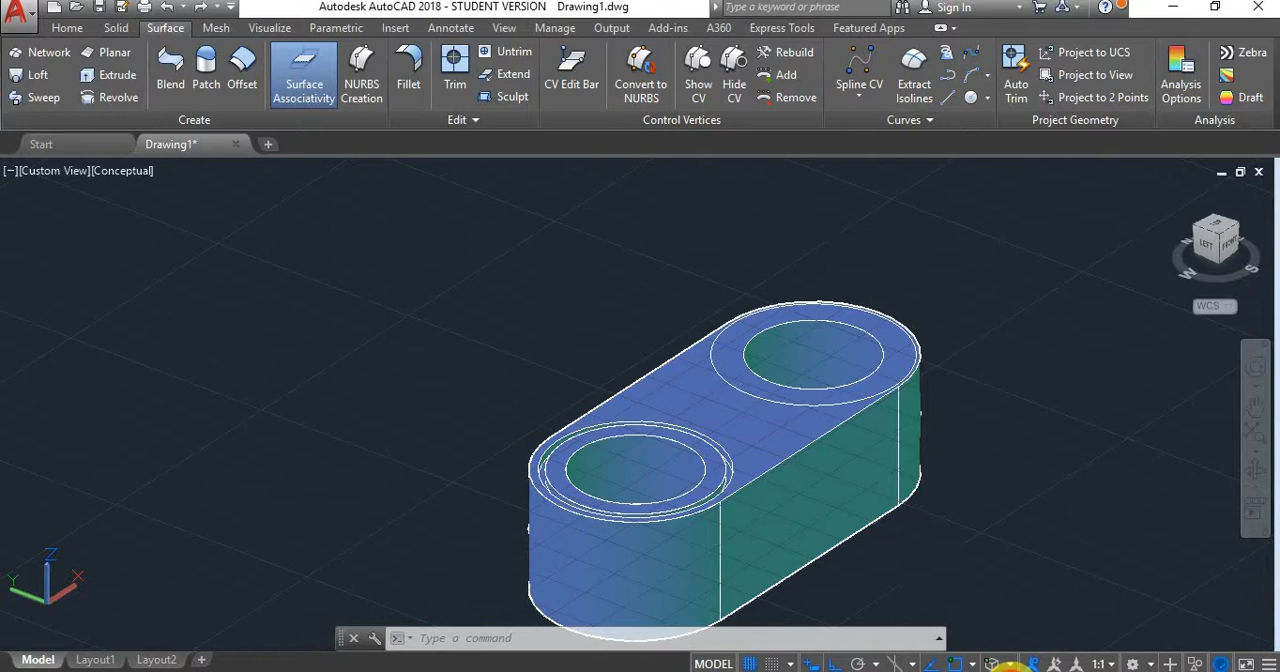 Autodesk AutoCAD 2018 - STUDENT VERSION Drawing1.dwg
Type a keyword or phrase
Sign In
Home Solid Surface Mesh Visualize Parametric Insert Annotate View Manage Output Add-ins A360 Express Tools Featured Apps
Network Planar Untrim Rebuild Project to UCS Zebra
Loft Extrude Extend Add Project to View
Sweep Revolve Sculpt Remove Project to 2 Points Draft
Blend Patch Offset Surface Associativity NURBS Creation Fillet Trim CV Edit Bar Convert to NURBS Show CV Hide CV Spline CV Extract Isolines Auto Trim Analysis Options
Create Edit Control Vertices Curves Project Geometry Analysis
Start Drawing1*
[−][Custom View][Conceptual]
TOP
LEFT FRONT
W S
WCS
Z
Y X
Type a command
Model Layout1 Layout2 MODEL 1:1